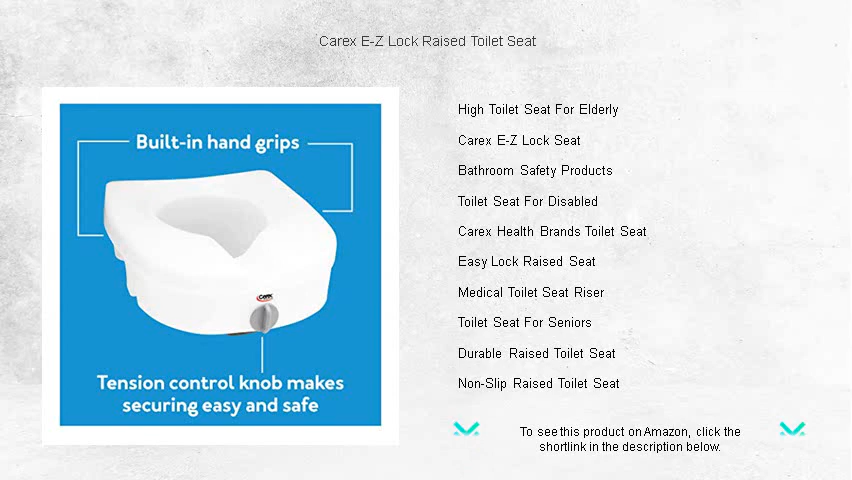 Carex E-Z Lock Raised Toilet Seat
Built-in hand grips
Carex
Tension control knob makes
securing easy and safe
High Toilet Seat For Elderly
Carex E-Z Lock Seat
Bathroom Safety Products
Toilet Seat For Disabled
Carex Health Brands Toilet Seat
Easy Lock Raised Seat
Medical Toilet Seat Riser
Toilet Seat For Seniors
Durable Raised Toilet Seat
Non-Slip Raised Toilet Seat
To see this product on Amazon, click the
shortlink in the description below.